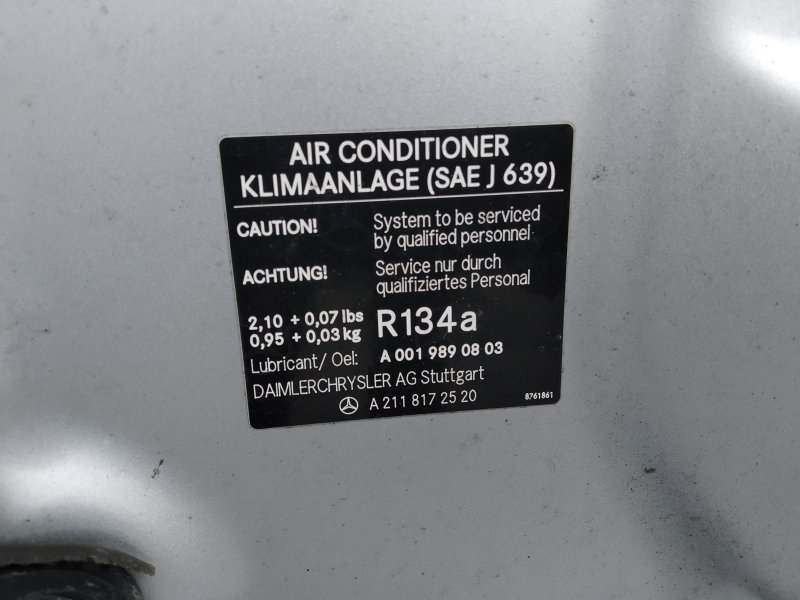 AIR CONDITIONER
KLIMAANLAGE (SAE J 639)
CAUTION! System to be serviced
by qualified personnel
ACHTUNG! Service nur durch
qualifiziertes Personal
2,10 + 0,07 lbs
0,95 + 0,03 kg R134a
Lubricant/ Oel: A 001 989 08 03
DAIMLERCHRYSLER AG Stuttgart
A 211 817 25 20 8761861